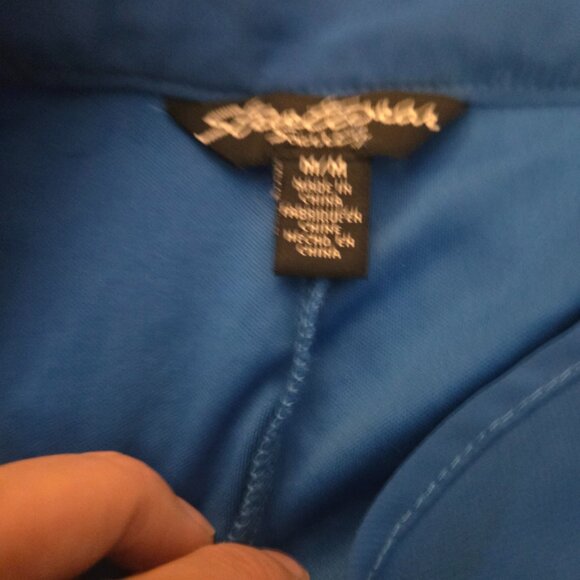 M/M
MADE IN
CHINA
FABRIQUE EN
CHINE
HECHO EN
CHINA